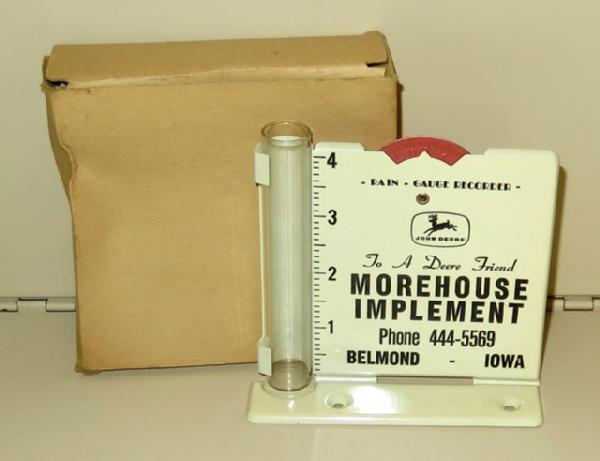 4
3
2
1
- RAIN - GAUGE RECORDER -
JOHN DEERE
To A Deere Friend
MOREHOUSE
IMPLEMENT
Phone 444-5569
BELMOND - IOWA